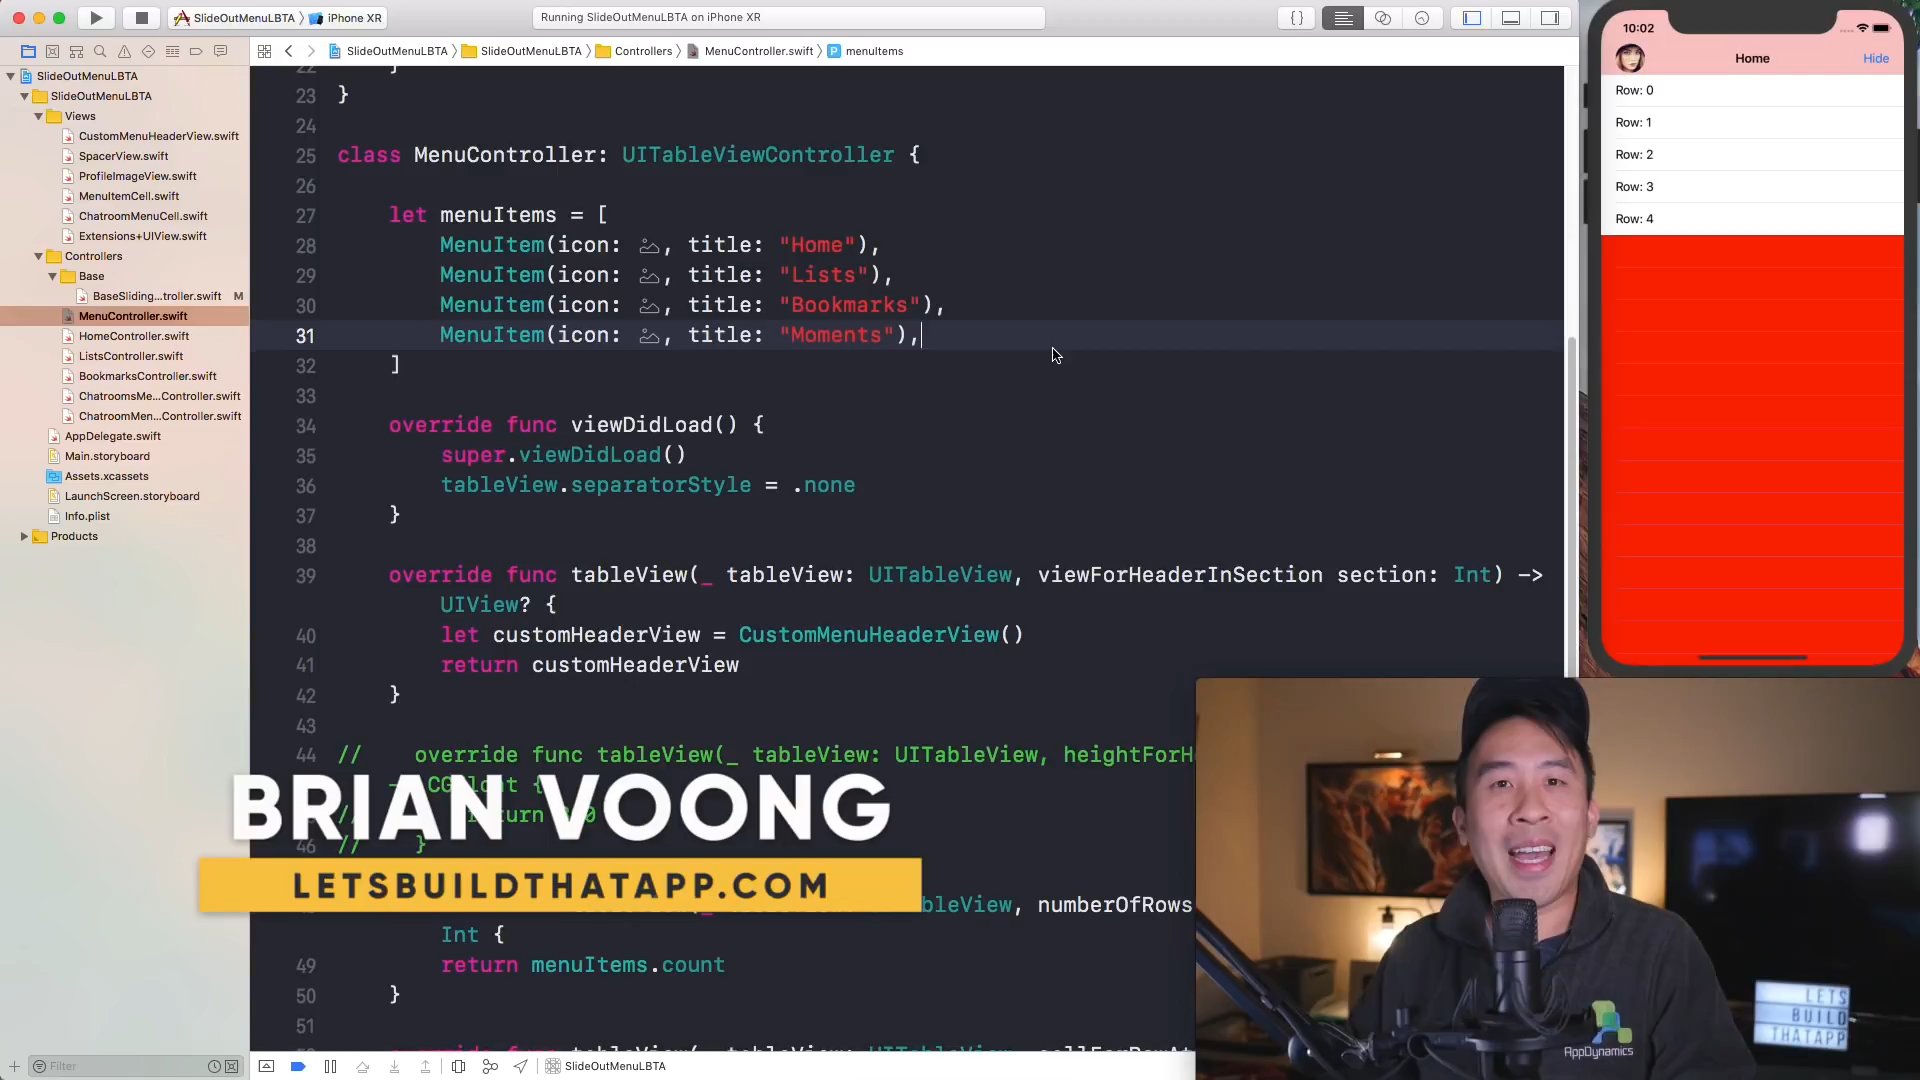 SlideOutMenuLBTA
iPhone XR
Running SlideOutMenuLBTA on iPhone XR
SlideOutMenuLBTA
SlideOutMenuLBTA
Controllers
MenuController.swift
P menuItems
SlideOutMenuLBTA
SlideOutMenuLBTA
Views
CustomMenuHeaderView.swift
SpacerView.swift
ProfileImageView.swift
MenuItemCell.swift
ChatroomMenuCell.swift
Extensions+UIView.swift
Controllers
Base
BaseSliding...troller.swift M
MenuController.swift
HomeController.swift
ListsController.swift
BookmarksController.swift
ChatroomsMe...Controller.swift
ChatroomMen...Controller.swift
AppDelegate.swift
Main.storyboard
Assets.xcassets
LaunchScreen.storyboard
Info.plist
Products
Filter
22 }
23 }
24
25 class MenuController: UITableViewController {
26
27 let menuItems = [
28 MenuItem(icon: , title: "Home"),
29 MenuItem(icon: , title: "Lists"),
30 MenuItem(icon: , title: "Bookmarks"),
31 MenuItem(icon: , title: "Moments"),
32 ]
33
34 override func viewDidLoad() {
35 super.viewDidLoad()
36 tableView.separatorStyle = .none
37 }
38
39 override func tableView(_ tableView: UITableView, viewForHeaderInSection section: Int) ->
UIView? {
40 let customHeaderView = CustomMenuHeaderView()
41 return customHeaderView
42 }
43
44 // override func tableView(_ tableView: UITableView, heightForH
{
//
46 // }
BRIAN VOONG
LETSBUILDTHATAPP.COM
bleView, numberOfRows
Int {
49 return menuItems.count
50 }
51
SlideOutMenuLBTA
10:02
Home
Hide
Row: 0
Row: 1
Row: 2
Row: 3
Row: 4
LETS
BUILD
THATAPP
AppDynamics